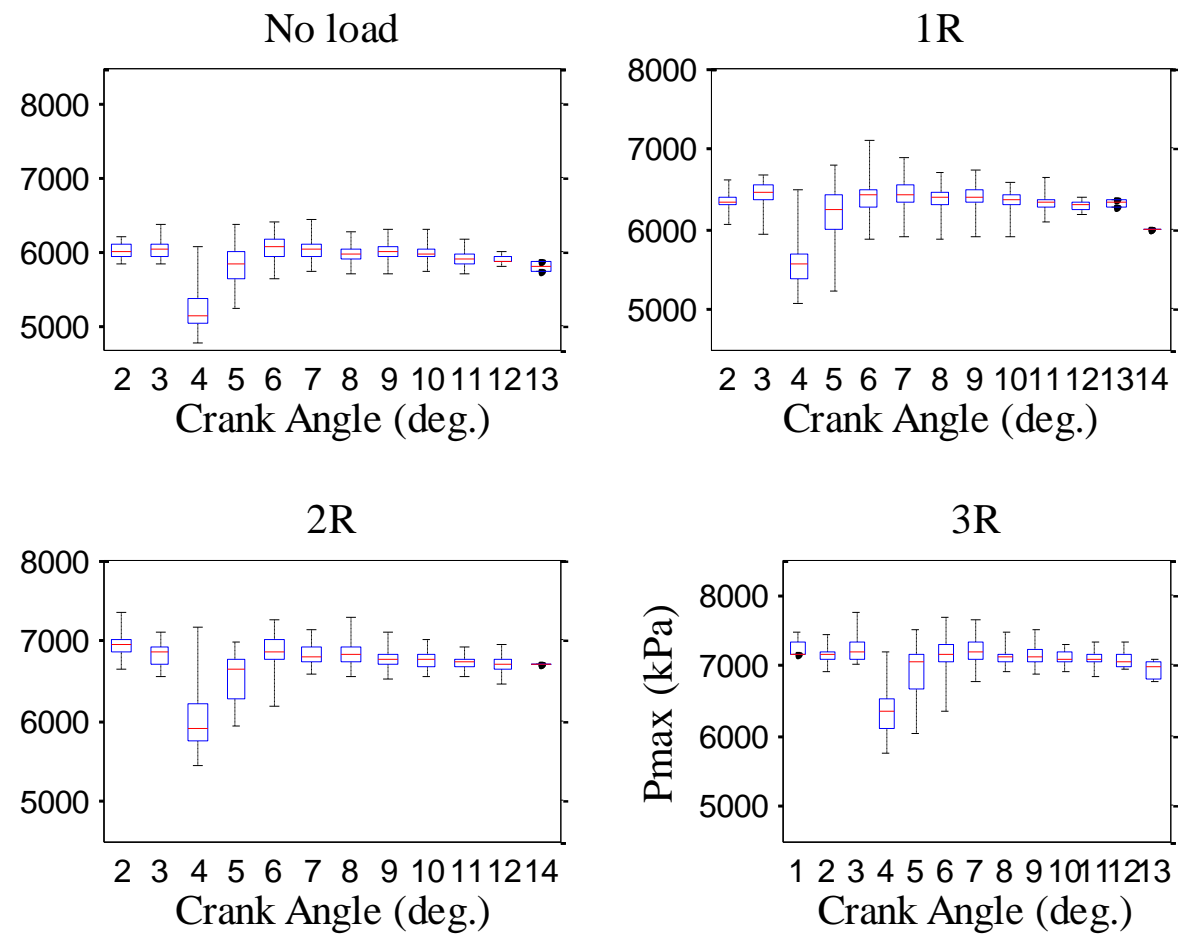 No load
8000
7000
6000
5000
2 3 4 5 6 7 8 9 10 11 12 13
Crank Angle (deg.)
1R
8000
7000
6000
5000
2 3 4 5 6 7 8 9 10 11 12 13 14
Crank Angle (deg.)
2R
8000
7000
6000
5000
2 3 4 5 6 7 8 9 10 11 12 14
Crank Angle (deg.)
3R
Pmax (kPa)
8000
7000
6000
5000
1 2 3 4 5 6 7 8 9 10 11 12 13
Crank Angle (deg.)